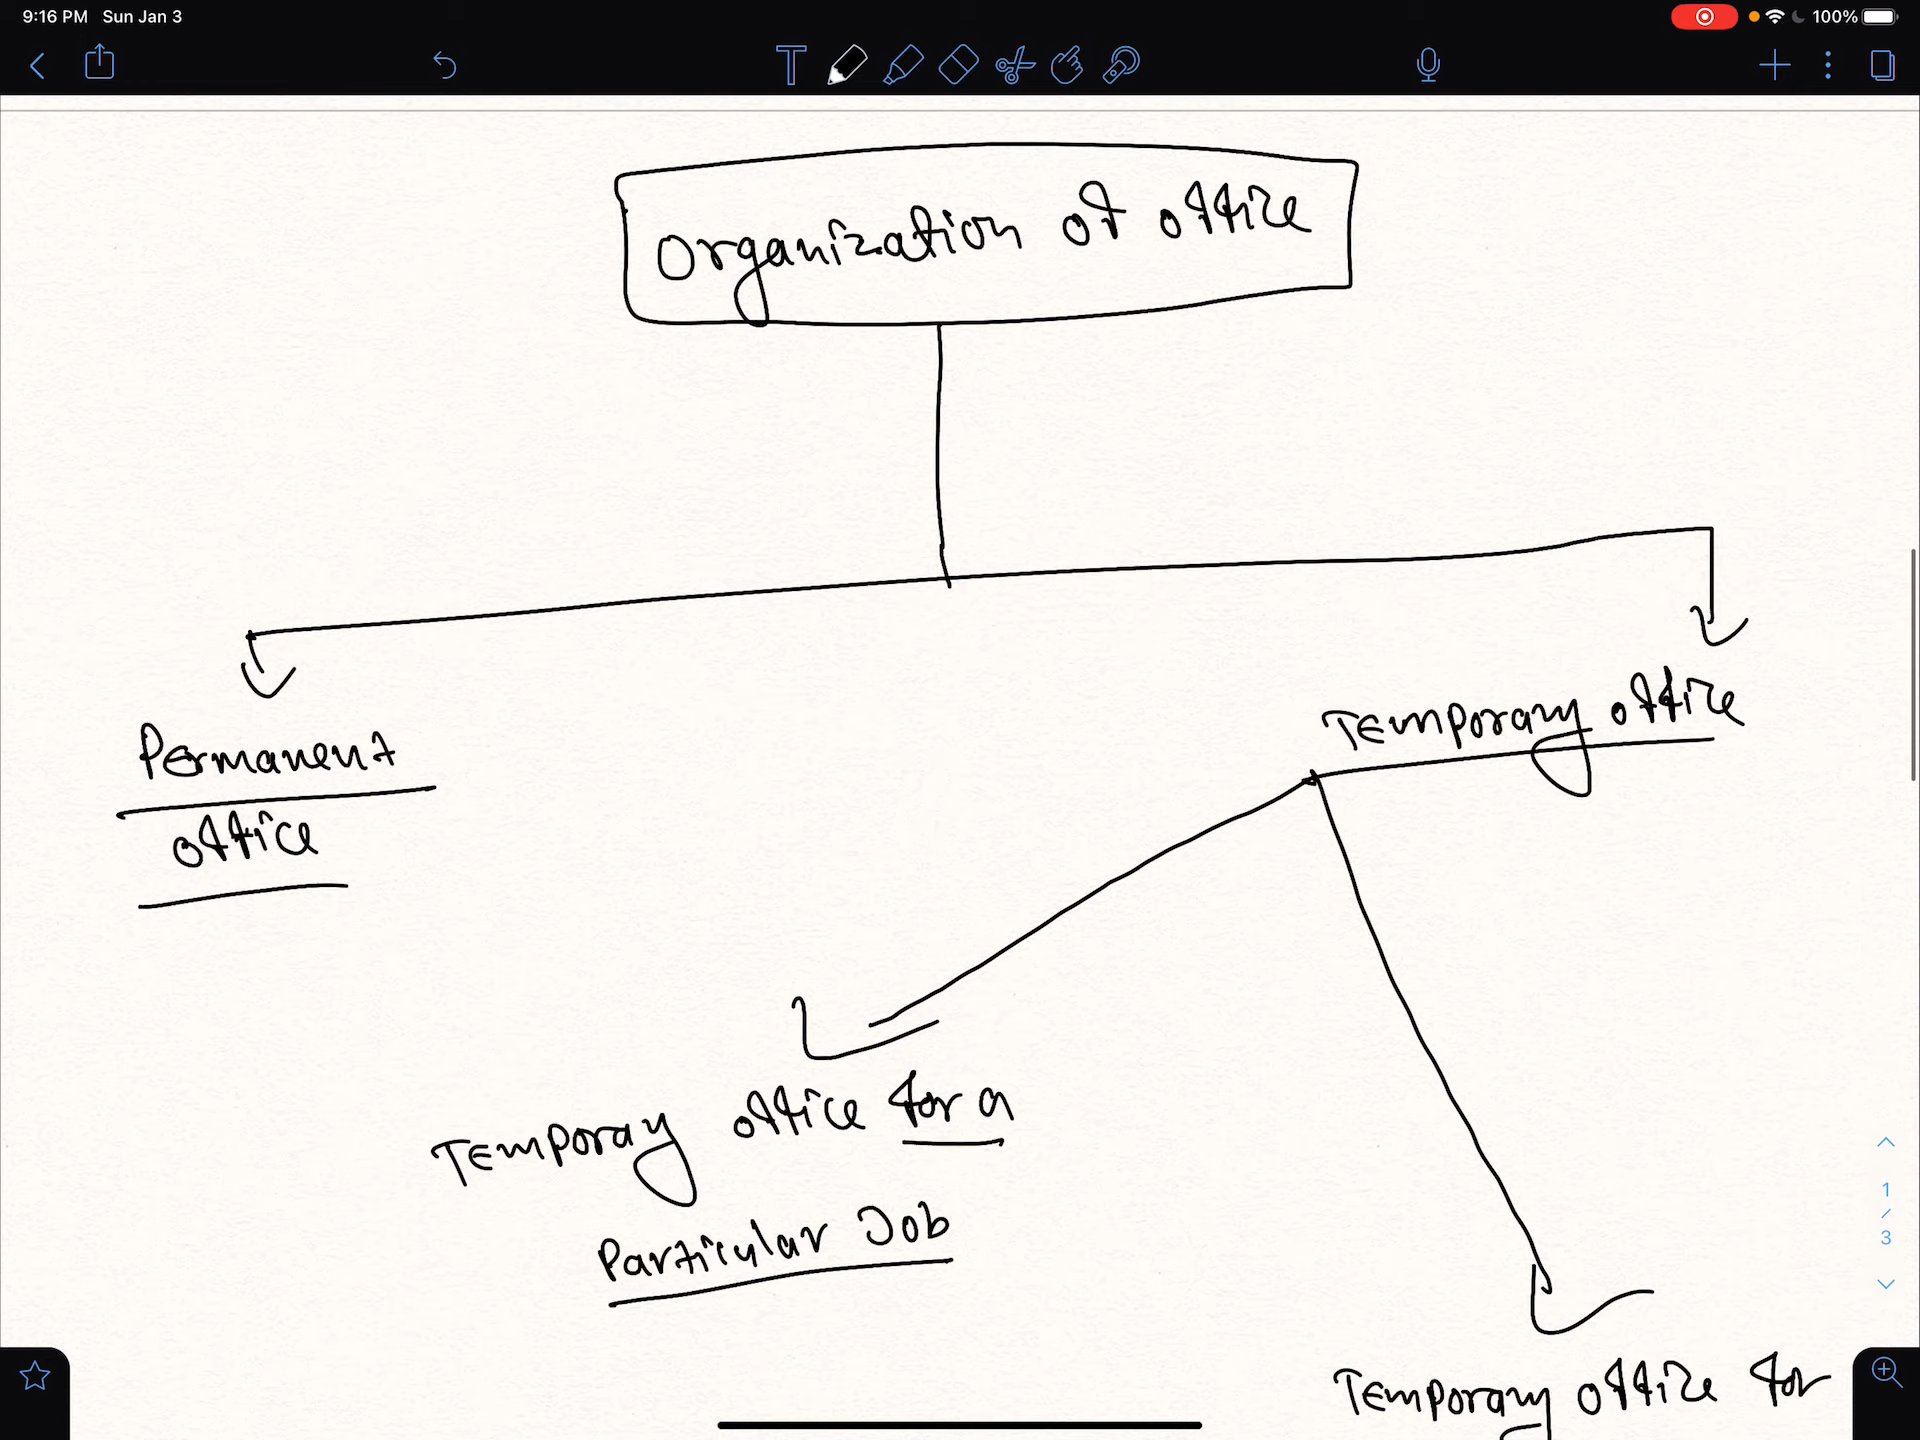 9:16 PM Sun Jan 3
100%
T
Organization of office
Permanent
office
Temporary office
Temporay office for a
Particular Job
1
/
3
Temporary office for